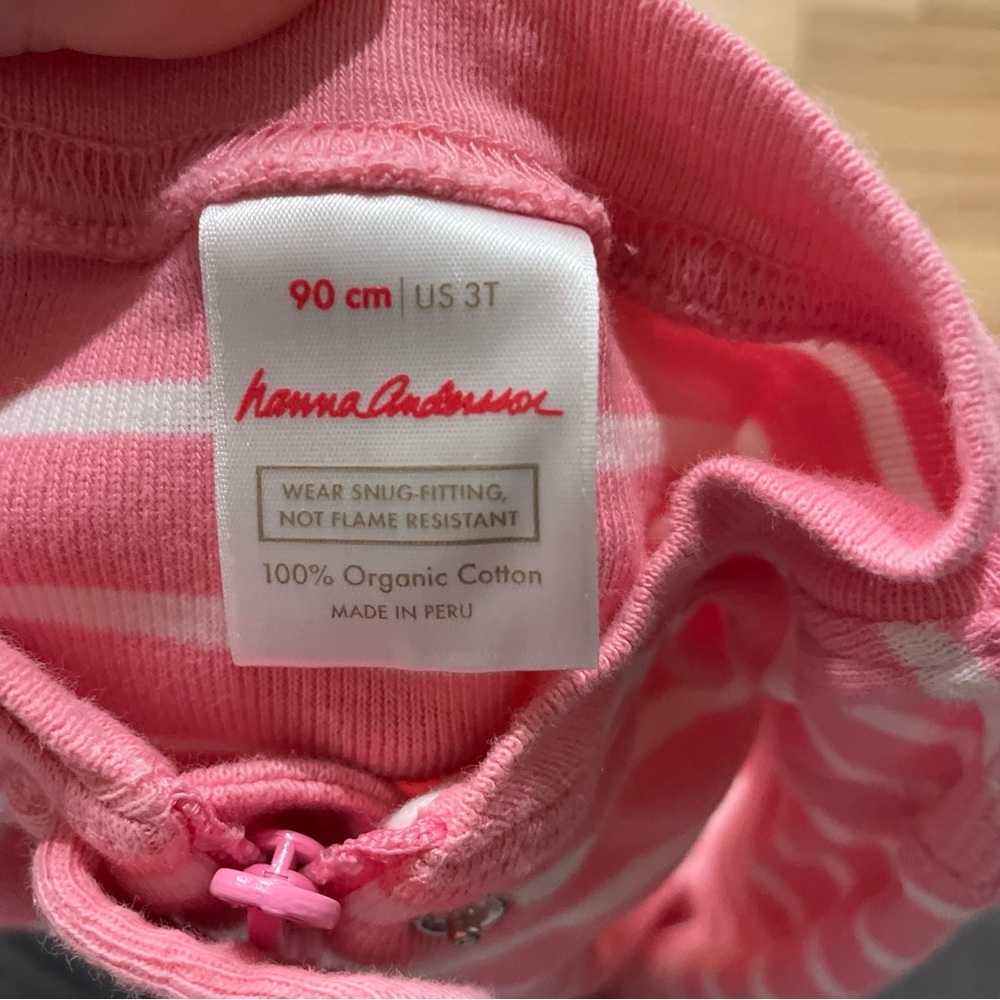 90 cm | US 3T
hanna Andersson
WEAR SNUG-FITTING,
NOT FLAME RESISTANT
100% Organic Cotton
MADE IN PERU